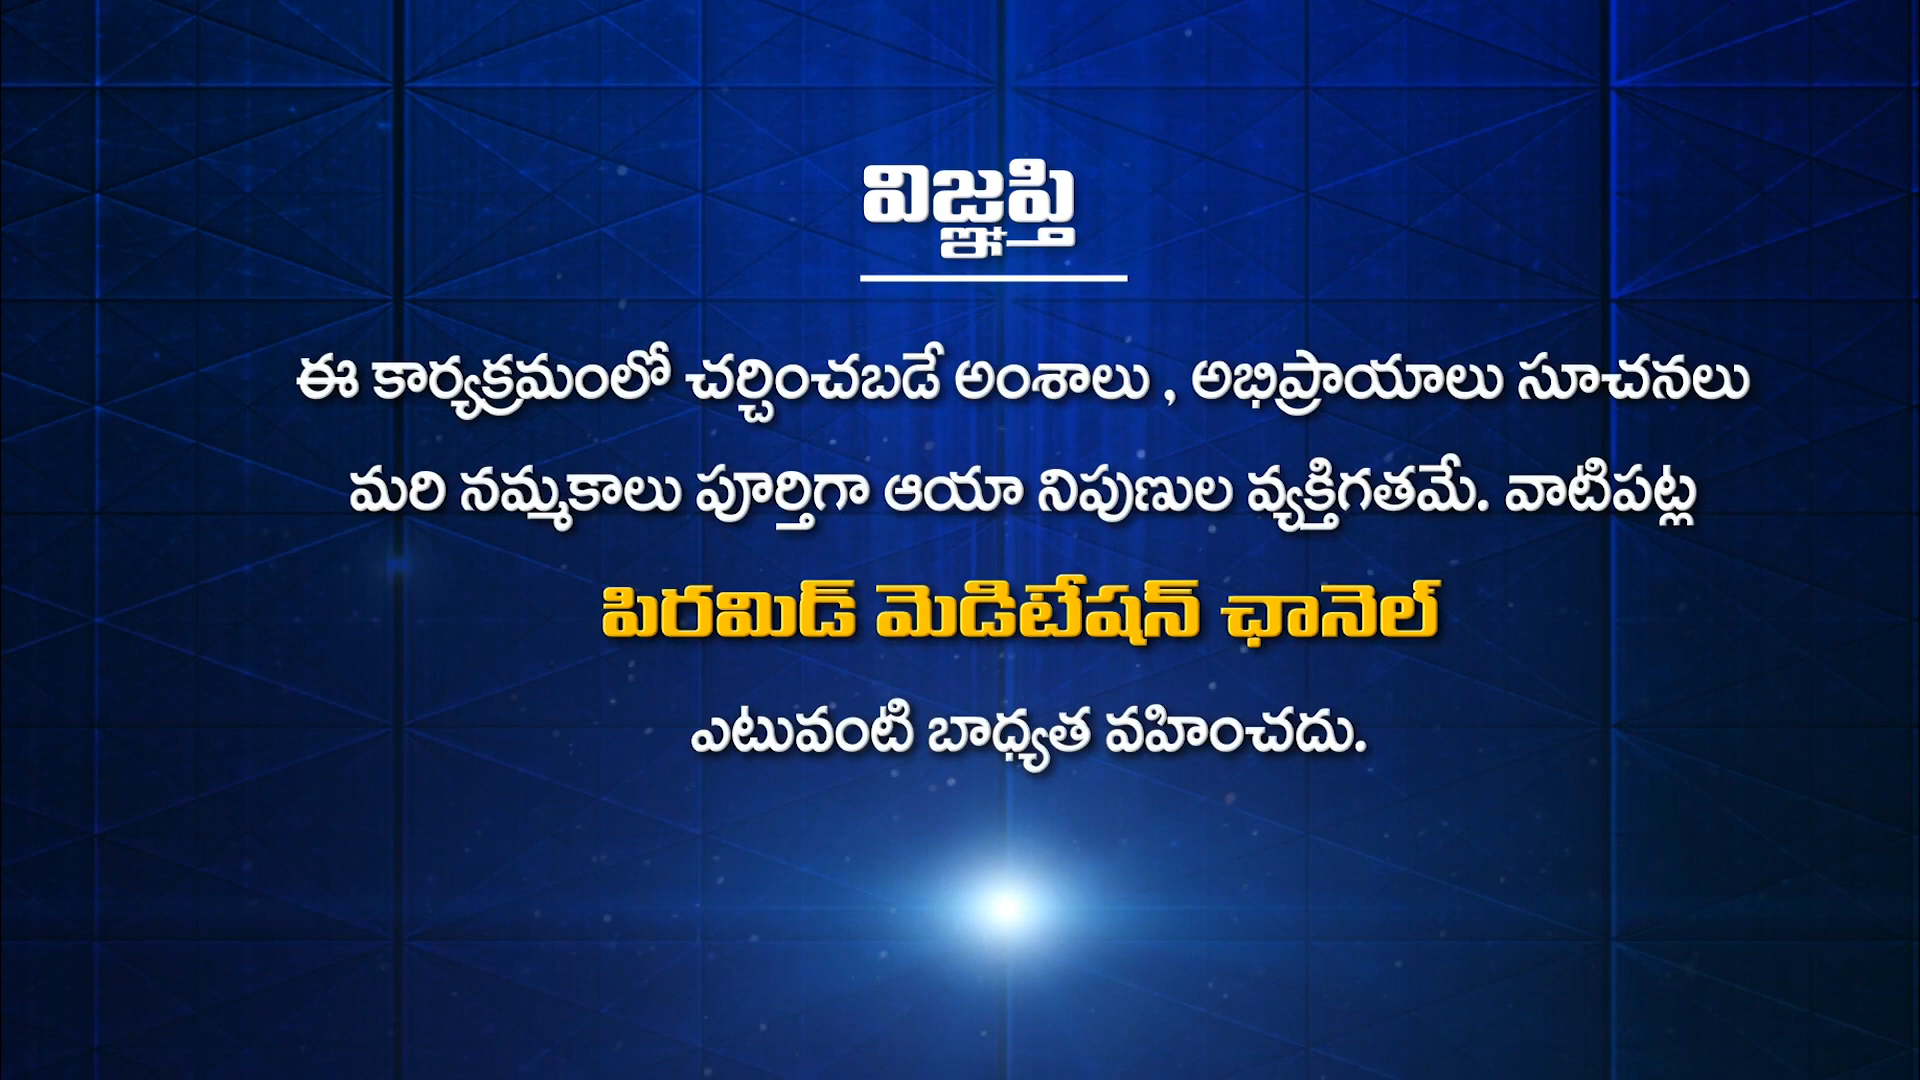 విజ్ఞప్తి
ఈ కార్యక్రమంలో చర్చించబడే అంశాలు , అభిప్రాయాలు సూచనలు
మరి నమ్మకాలు పూర్తిగా ఆయా నిపుణుల వ్యక్తిగతమే. వాటిపట్ల
పిరమిడ్ మెడిటేషన్ ఛానెల్
ఎటువంటి బాధ్యత వహించదు.